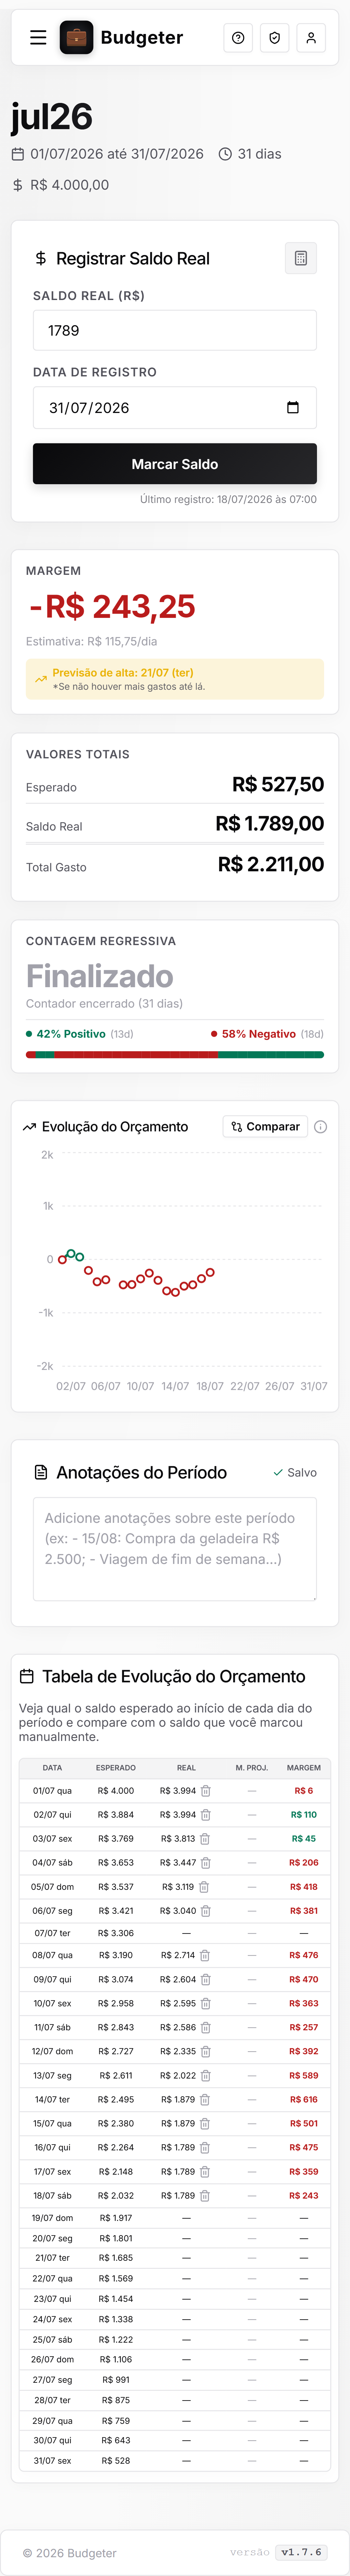 Budgeter
jul26
01/07/2026 até 31/07/2026 31 dias
R$ 4.000,00
Registrar Saldo Real
SALDO REAL (R$)
1789
DATA DE REGISTRO
31/07/2026
Marcar Saldo
Último registro: 18/07/2026 às 07:00
MARGEM
-R$ 243,25
Estimativa: R$ 115,75/dia
Previsão de alta: 21/07 (ter)
*Se não houver mais gastos até lá.
VALORES TOTAIS
Esperado R$ 527,50
Saldo Real R$ 1.789,00
Total Gasto R$ 2.211,00
CONTAGEM REGRESSIVA
Finalizado
Contador encerrado (31 dias)
42% Positivo (13d) 58% Negativo (18d)
Evolução do Orçamento Comparar
2k
1k
0
-1k
-2k
02/07 06/07 10/07 14/07 18/07 22/07 26/07 31/07
Anotações do Período Salvo
Adicione anotações sobre este período
(ex: - 15/08: Compra da geladeira R$
2.500; - Viagem de fim de semana...)
Tabela de Evolução do Orçamento
Veja qual o saldo esperado ao início de cada dia do
período e compare com o saldo que você marcou
manualmente.
DATA ESPERADO REAL M. PROJ. MARGEM
01/07 qua R$ 4.000 R$ 3.994 — R$ 6
02/07 qui R$ 3.884 R$ 3.994 — R$ 110
03/07 sex R$ 3.769 R$ 3.813 — R$ 45
04/07 sáb R$ 3.653 R$ 3.447 — R$ 206
05/07 dom R$ 3.537 R$ 3.119 — R$ 418
06/07 seg R$ 3.421 R$ 3.040 — R$ 381
07/07 ter R$ 3.306 — — —
08/07 qua R$ 3.190 R$ 2.714 — R$ 476
09/07 qui R$ 3.074 R$ 2.604 — R$ 470
10/07 sex R$ 2.958 R$ 2.595 — R$ 363
11/07 sáb R$ 2.843 R$ 2.586 — R$ 257
12/07 dom R$ 2.727 R$ 2.335 — R$ 392
13/07 seg R$ 2.611 R$ 2.022 — R$ 589
14/07 ter R$ 2.495 R$ 1.879 — R$ 616
15/07 qua R$ 2.380 R$ 1.879 — R$ 501
16/07 qui R$ 2.264 R$ 1.789 — R$ 475
17/07 sex R$ 2.148 R$ 1.789 — R$ 359
18/07 sáb R$ 2.032 R$ 1.789 — R$ 243
19/07 dom R$ 1.917 — — —
20/07 seg R$ 1.801 — — —
21/07 ter R$ 1.685 — — —
22/07 qua R$ 1.569 — — —
23/07 qui R$ 1.454 — — —
24/07 sex R$ 1.338 — — —
25/07 sáb R$ 1.222 — — —
26/07 dom R$ 1.106 — — —
27/07 seg R$ 991 — — —
28/07 ter R$ 875 — — —
29/07 qua R$ 759 — — —
30/07 qui R$ 643 — — —
31/07 sex R$ 528 — — —
© 2026 Budgeter versão v1.7.6